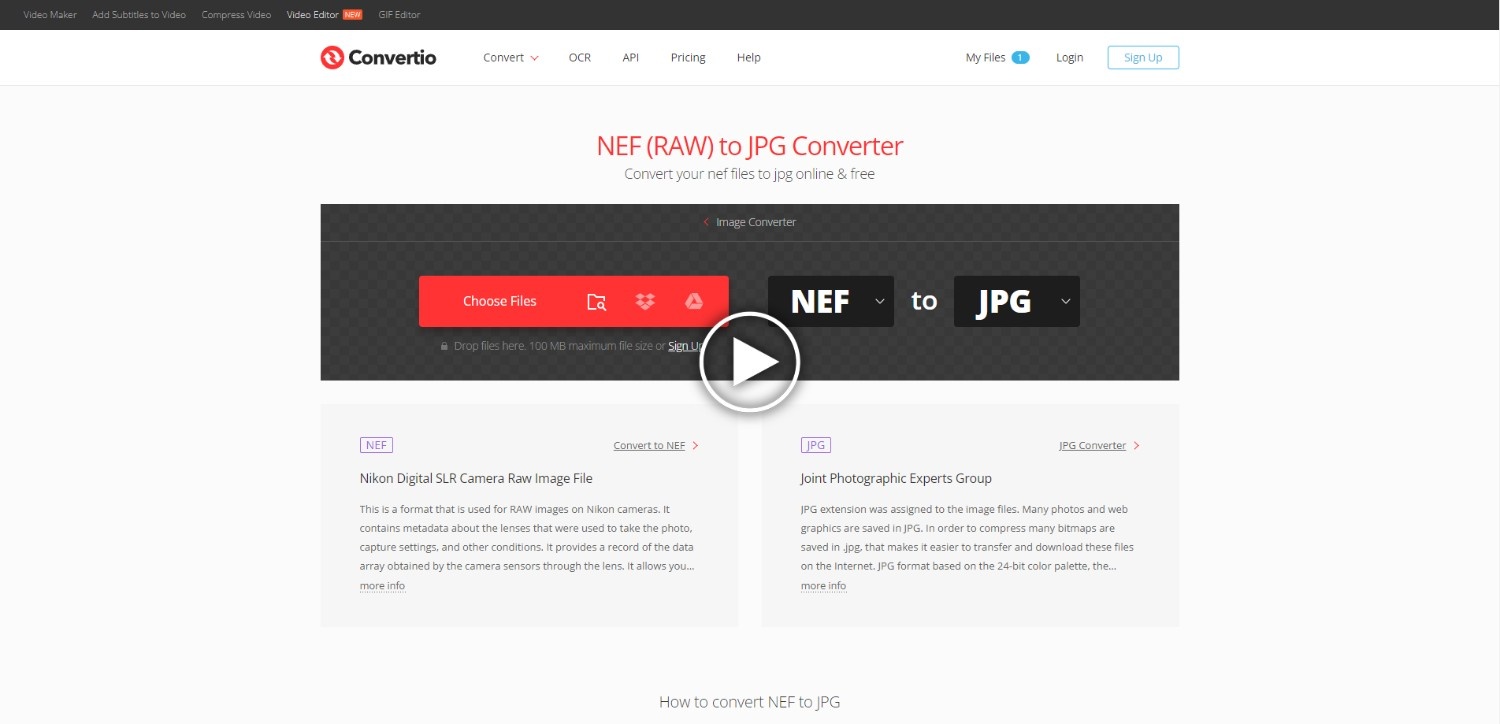 Video Maker Add Subtitles to Video Compress Video Video Editor NEW GIF Editor
Convertio Convert OCR API Pricing Help My Files 1 Login Sign Up
NEF (RAW) to JPG Converter
Convert your nef files to jpg online & free
Image Converter
Choose Files NEF to JPG
Drop files here. 100 MB maximum file size or Sign Up
NEF Convert to NEF
Nikon Digital SLR Camera Raw Image File
This is a format that is used for RAW images on Nikon cameras. It
contains metadata about the lenses that were used to take the photo,
capture settings, and other conditions. It provides a record of the data
array obtained by the camera sensors through the lens. It allows you...
more info
JPG JPG Converter
Joint Photographic Experts Group
JPG extension was assigned to the image files. Many photos and web
graphics are saved in JPG. In order to compress many bitmaps are
saved in .jpg, that makes it easier to transfer and download these files
on the Internet. JPG format based on the 24-bit color palette, the...
more info
How to convert NEF to JPG